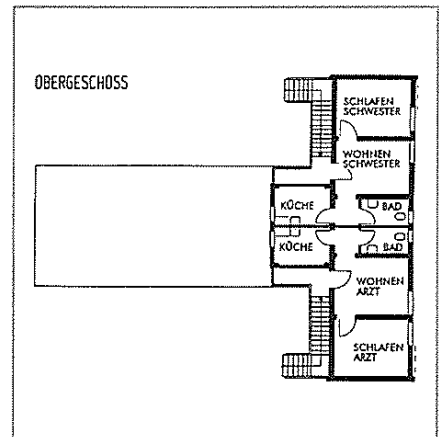 OBERGESCHOSS
SCHLAFEN
SCHWESTER
WOHNEN
SCHWESTER
KÜCHE
BAD
KÜCHE
BAD
WOHNEN
ARZT
SCHLAFEN
ARZT